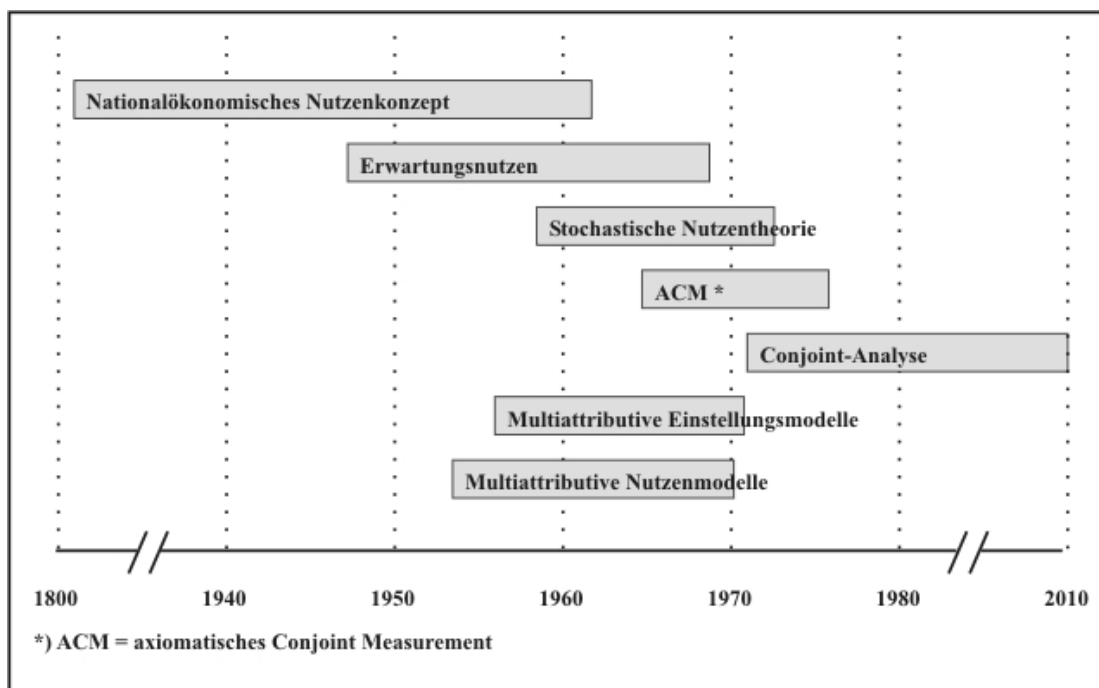 Nationalökonomisches Nutzenkonzept
Erwartungsnutzen
Stochastische Nutzentheorie
ACM *
Conjoint-Analyse
Multiattributive Einstellungsmodelle
Multiattributive Nutzenmodelle
1800 1940 1950 1960 1970 1980 2010
*) ACM = axiomatisches Conjoint Measurement